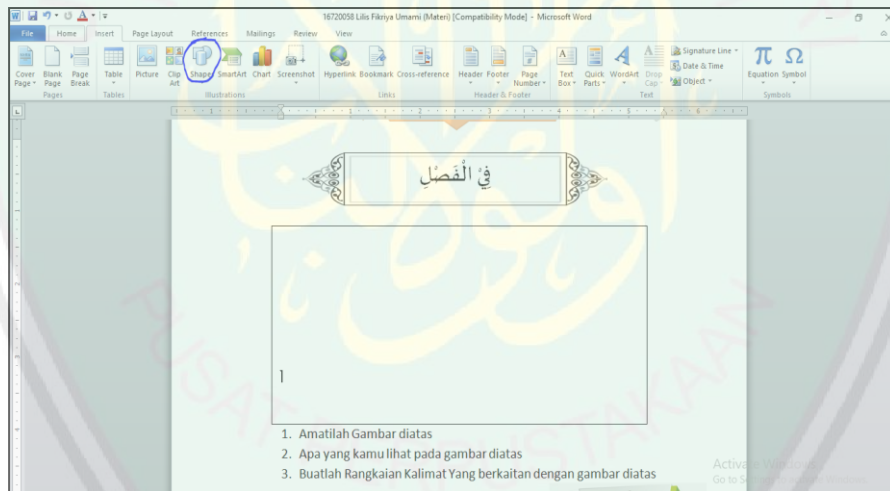 16720058 Lilis Fikriya Umami (Materi) [Compatibility Mode] - Microsoft Word
File Home Insert Page Layout References Mailings Review View
Cover Page Blank Page Page Break Table Picture Clip Art Shapes SmartArt Chart Screenshot Hyperlink Bookmark Cross-reference Header Footer Page Number Text Box Quick Parts WordArt Drop Cap Signature Line Date & Time Object Equation Symbol
Pages Tables Illustrations Links Header & Footer Text Symbols
فِيْ الْفَصْلِ
1. Amatilah Gambar diatas
2. Apa yang kamu lihat pada gambar diatas
3. Buatlah Rangkaian Kalimat Yang berkaitan dengan gambar diatas
PUSAT PERPUSTAKAAN